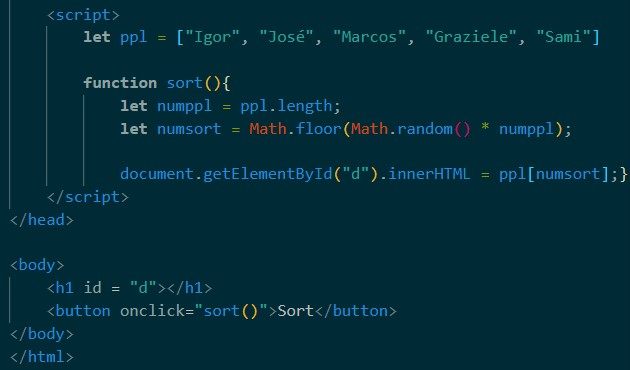 <script>
let ppl = ["Igor", "José", "Marcos", "Graziele", "Sami"]
function sort(){
let numppl = ppl.length;
let numsort = Math.floor(Math.random() * numppl);
document.getElementById("d").innerHTML = ppl[numsort];}
</script>
</head>
<body>
<h1 id = "d"></h1>
<button onclick="sort()">Sort</button>
</body>
</html>